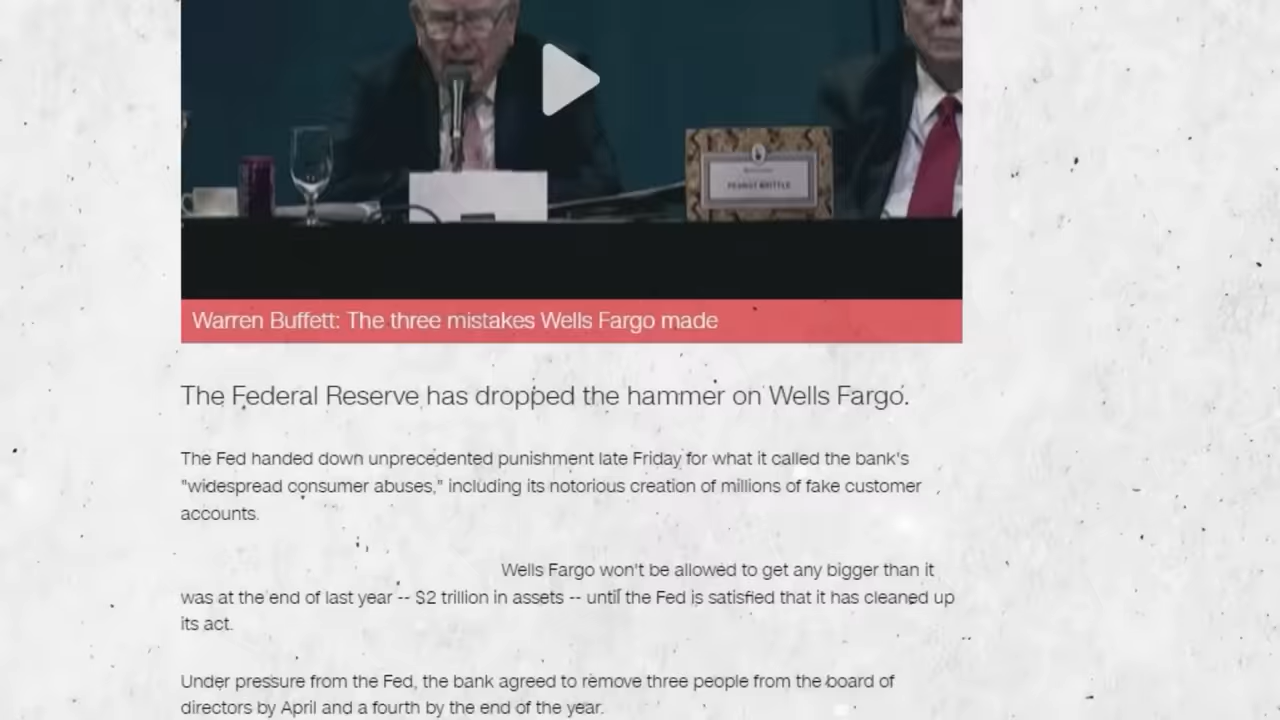 PEANUT BRITTLE
Warren Buffett: The three mistakes Wells Fargo made
The Federal Reserve has dropped the hammer on Wells Fargo.
The Fed handed down unprecedented punishment late Friday for what it called the bank's
"widespread consumer abuses," including its notorious creation of millions of fake customer
accounts.
Wells Fargo won't be allowed to get any bigger than it
was at the end of last year -- $2 trillion in assets -- until the Fed is satisfied that it has cleaned up
its act.
Under pressure from the Fed, the bank agreed to remove three people from the board of
directors by April and a fourth by the end of the year.